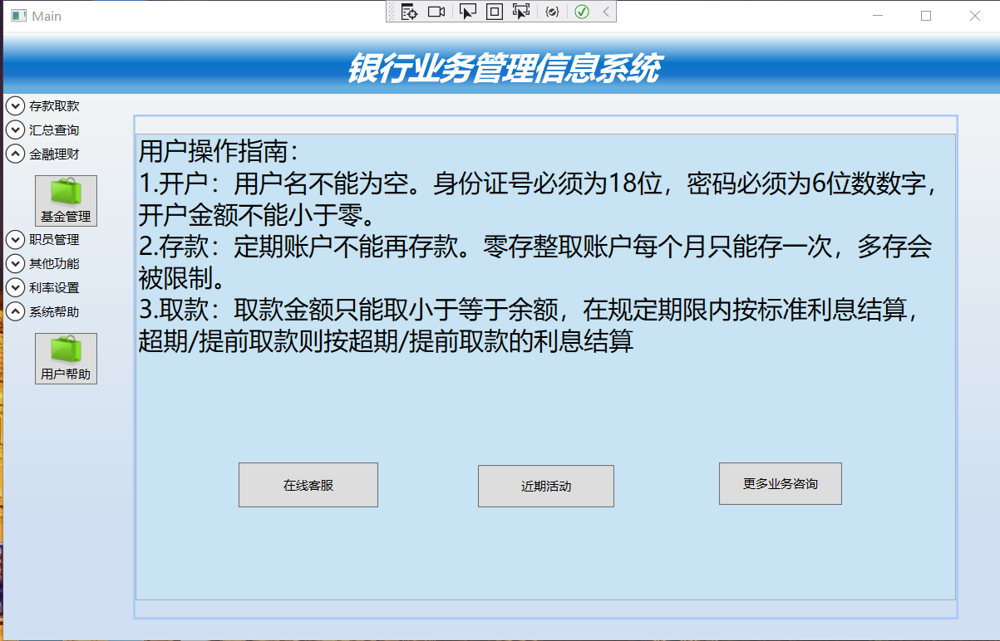 Main
银行业务管理信息系统
存款取款
汇总查询
金融理财
基金管理
职员管理
其他功能
利率设置
系统帮助
用户帮助
用户操作指南：
1.开户：用户名不能为空。身份证号必须为18位，密码必须为6位数数字，
开户金额不能小于零。
2.存款：定期账户不能再存款。零存整取账户每个月只能存一次，多存会
被限制。
3.取款：取款金额只能取小于等于余额，在规定期限内按标准利息结算，
超期/提前取款则按超期/提前取款的利息结算
在线客服
近期活动
更多业务咨询